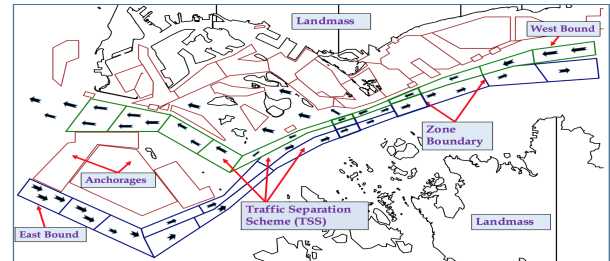 Landmass
West Bound
Zone
Boundary
Anchorages
Traffic Separation
Scheme (TSS)
Landmass
East Bound